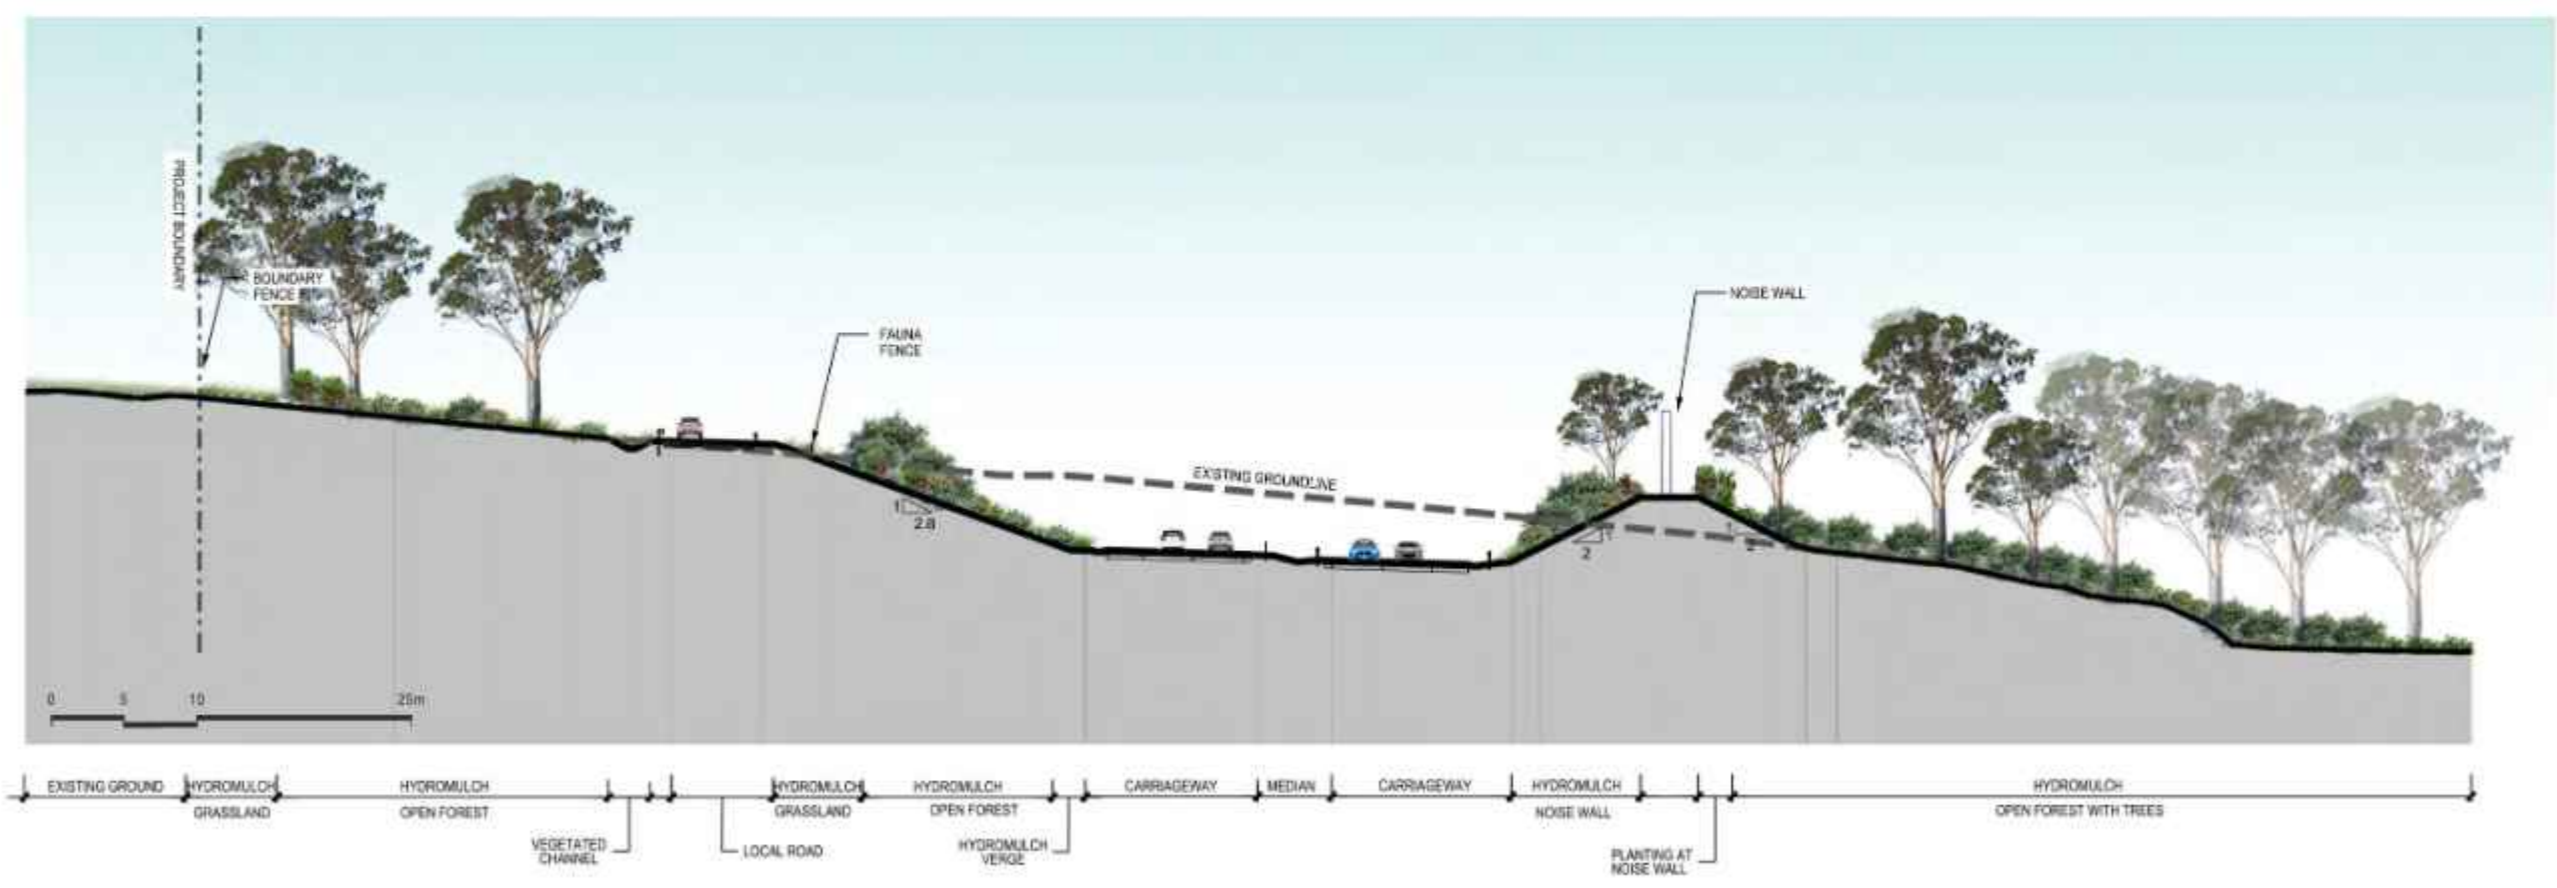 PROJECT BOUNDARY
BOUNDARY
FENCE
FAUNA
FENCE
NOISE WALL
EXISTING GROUNDLINE
1
2.8
1
2
1
2
0 5 10 25m
EXISTING GROUND
HYDROMULCH
GRASSLAND
HYDROMULCH
OPEN FOREST
VEGETATED
CHANNEL
LOCAL ROAD
HYDROMULCH
GRASSLAND
HYDROMULCH
OPEN FOREST
HYDROMULCH
VERGE
CARRIAGEWAY
MEDIAN
CARRIAGEWAY
HYDROMULCH
NOISE WALL
PLANTING AT
NOISE WALL
HYDROMULCH
OPEN FOREST WITH TREES